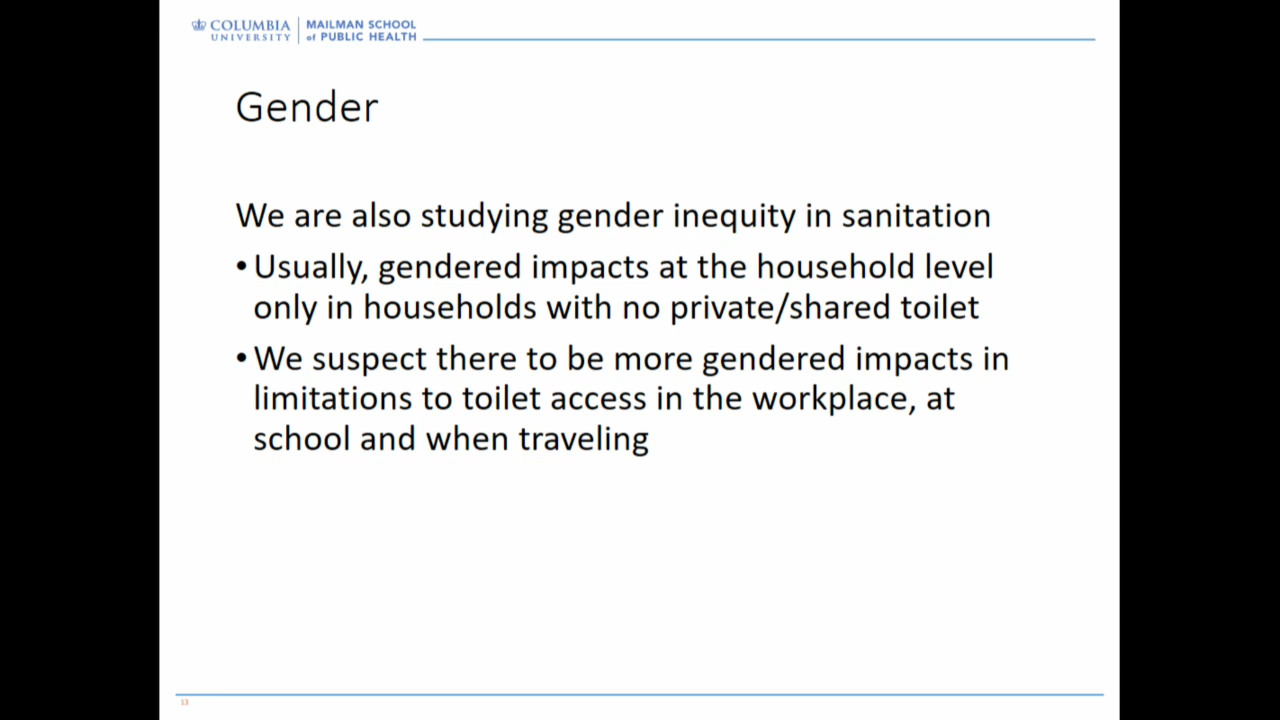 COLUMBIA UNIVERSITY
MAILMAN SCHOOL of PUBLIC HEALTH
Gender
We are also studying gender inequity in sanitation
• Usually, gendered impacts at the household level
only in households with no private/shared toilet
• We suspect there to be more gendered impacts in
limitations to toilet access in the workplace, at
school and when traveling
13